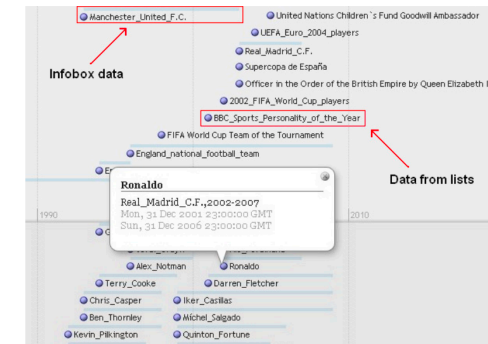 Manchester_United_F.C.
United Nations Children`s Fund Goodwill Ambassador
UEFA_Euro_2004_players
Real_Madrid_C.F.
Infobox data
Supercopa de España
Officer in the Order of the British Empire by Queen Elizabeth
2002_FIFA_World_Cup_players
BBC_Sports_Personality_of_the_Year
FIFA World Cup Team of the Tournament
England_national_football_team
Data from lists
Ronaldo
Real_Madrid_C.F.,2002-2007
Mon, 31 Dec 2001 23:00:00 GMT
Sun, 31 Dec 2006 23:00:00 GMT
1990
2010
Alex_Notman
Ronaldo
Terry_Cooke
Darren_Fletcher
Chris_Casper
Iker_Casillas
Ben_Thornley
Míchel_Salgado
Kevin_Pilkington
Quinton_Fortune